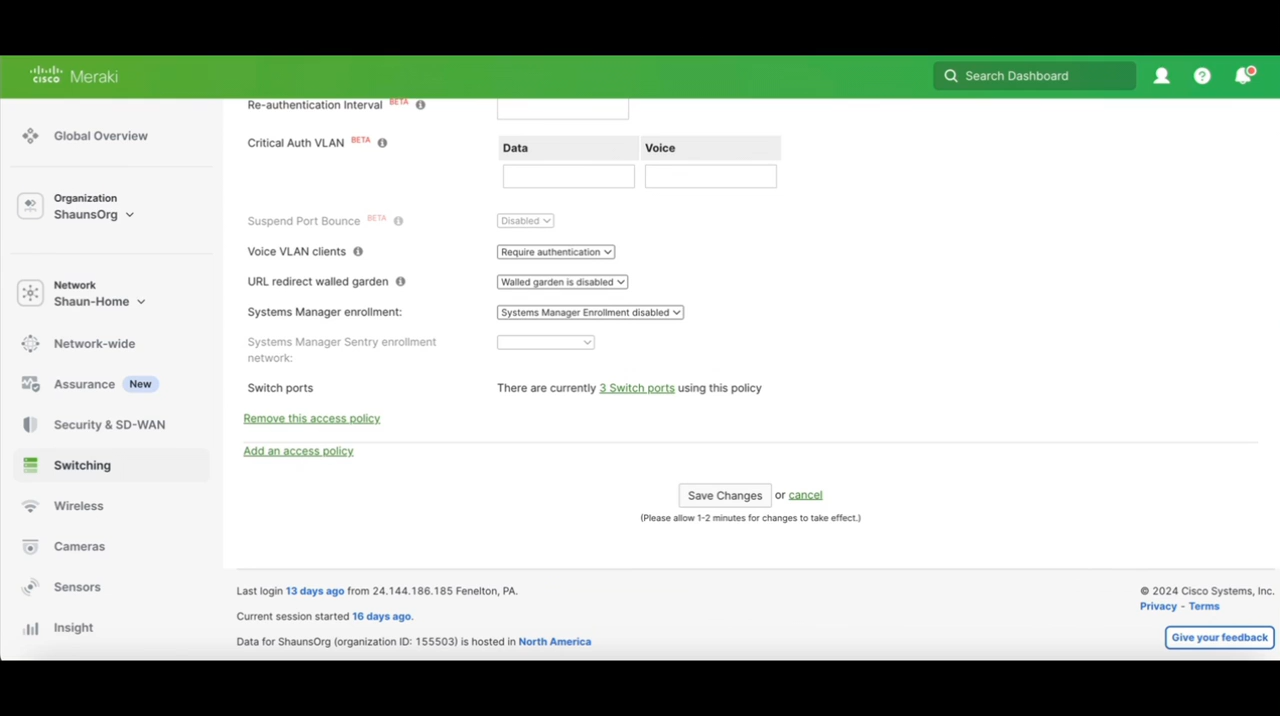 CISCO Meraki
Search Dashboard
Global Overview
Organization
ShaunsOrg
Network
Shaun-Home
Network-wide
Assurance New
Security & SD-WAN
Switching
Wireless
Cameras
Sensors
Insight
Re-authentication Interval BETA
Critical Auth VLAN BETA
Data Voice
Suspend Port Bounce BETA Disabled
Voice VLAN clients Require authentication
URL redirect walled garden Walled garden is disabled
Systems Manager enrollment: Systems Manager Enrollment disabled
Systems Manager Sentry enrollment
network:
Switch ports There are currently 3 Switch ports using this policy
Remove this access policy
Add an access policy
Save Changes or cancel
(Please allow 1-2 minutes for changes to take effect.)
Last login 13 days ago from 24.144.186.185 Fenelton, PA.
Current session started 16 days ago.
Data for ShaunsOrg (organization ID: 155503) is hosted in North America
© 2024 Cisco Systems, Inc.
Privacy - Terms
Give your feedback